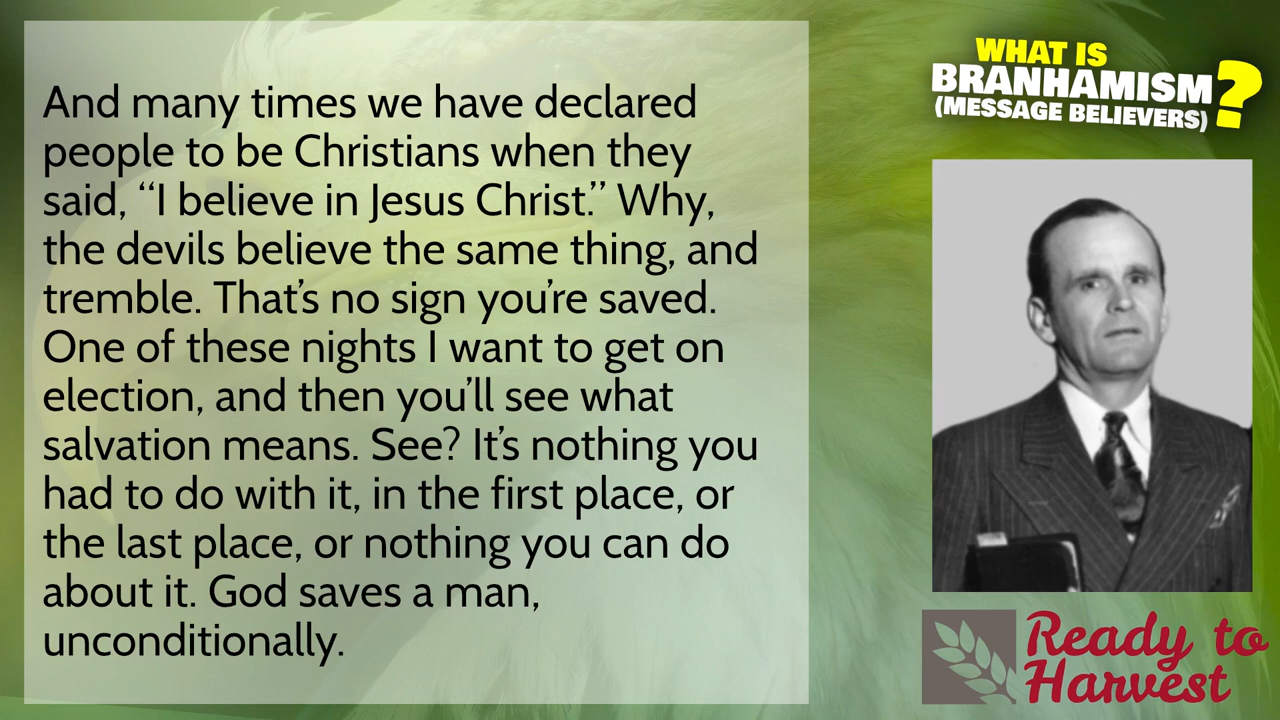 And many times we have declared
people to be Christians when they
said, “I believe in Jesus Christ.” Why,
the devils believe the same thing, and
tremble. That’s no sign you’re saved.
One of these nights I want to get on
election, and then you’ll see what
salvation means. See? It’s nothing you
had to do with it, in the first place, or
the last place, or nothing you can do
about it. God saves a man,
unconditionally.
WHAT IS
BRANHAMISM?
(MESSAGE BELIEVERS)
Ready to
Harvest